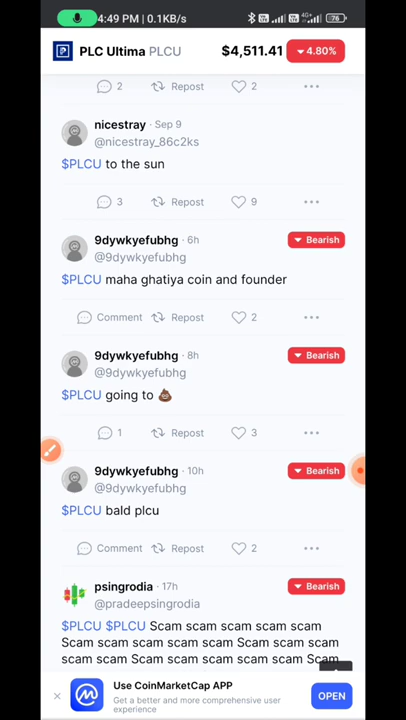 4:49 PM | 0.1KB/s
4G+
76
PLC Ultima PLCU
$4,511.41
4.80%
2 Repost 2
nicestray · Sep 9
@nicestray_86c2ks
$PLCU to the sun
3 Repost 9
9dywkyefubhg · 6h
Bearish
@9dywkyefubhg
$PLCU maha ghatiya coin and founder
Comment Repost 2
9dywkyefubhg · 8h
Bearish
@9dywkyefubhg
$PLCU going to 💩
1 Repost 3
9dywkyefubhg · 10h
Bearish
@9dywkyefubhg
$PLCU bald plcu
Comment Repost 2
psingrodia · 17h
Bearish
@pradeepsingrodia
$PLCU $PLCU Scam scam scam scam scam
Scam scam scam scam Scam scam scam
scam scam Scam scam scam scam Scam
Use CoinMarketCap APP
Get a better and more comprehensive user
experience
OPEN